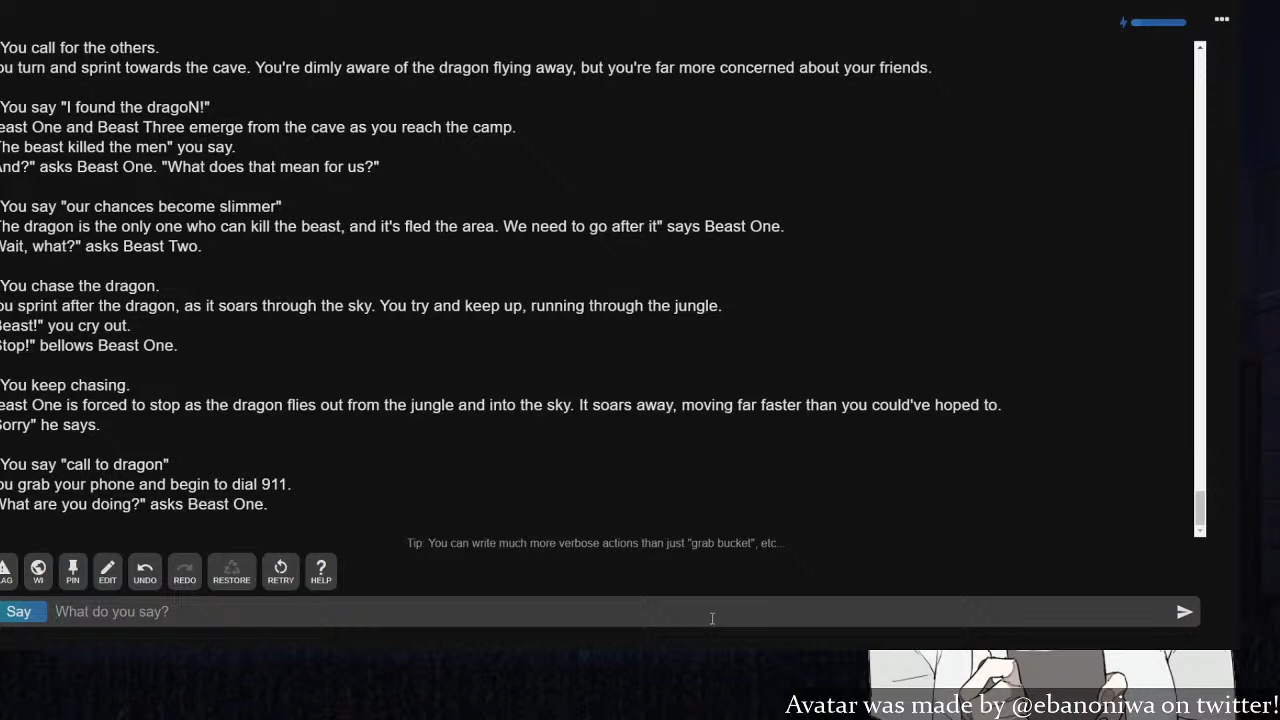 You call for the others.
ou turn and sprint towards the cave. You're dimly aware of the dragon flying away, but you're far more concerned about your friends.
You say "I found the dragoN!"
east One and Beast Three emerge from the cave as you reach the camp.
The beast killed the men" you say.
And?" asks Beast One. "What does that mean for us?"
You say "our chances become slimmer"
The dragon is the only one who can kill the beast, and it's fled the area. We need to go after it" says Beast One.
Wait, what?" asks Beast Two.
You chase the dragon.
ou sprint after the dragon, as it soars through the sky. You try and keep up, running through the jungle.
Beast!" you cry out.
Stop!" bellows Beast One.
You keep chasing.
east One is forced to stop as the dragon flies out from the jungle and into the sky. It soars away, moving far faster than you could've hoped to.
Sorry" he says.
You say "call to dragon"
ou grab your phone and begin to dial 911.
What are you doing?" asks Beast One.
Tip: You can write much more verbose actions than just "grab bucket", etc...
LAG WI PIN EDIT UNDO REDO RESTORE RETRY HELP
Say What do you say?
Avatar was made by @ebanoniwa on twitter!